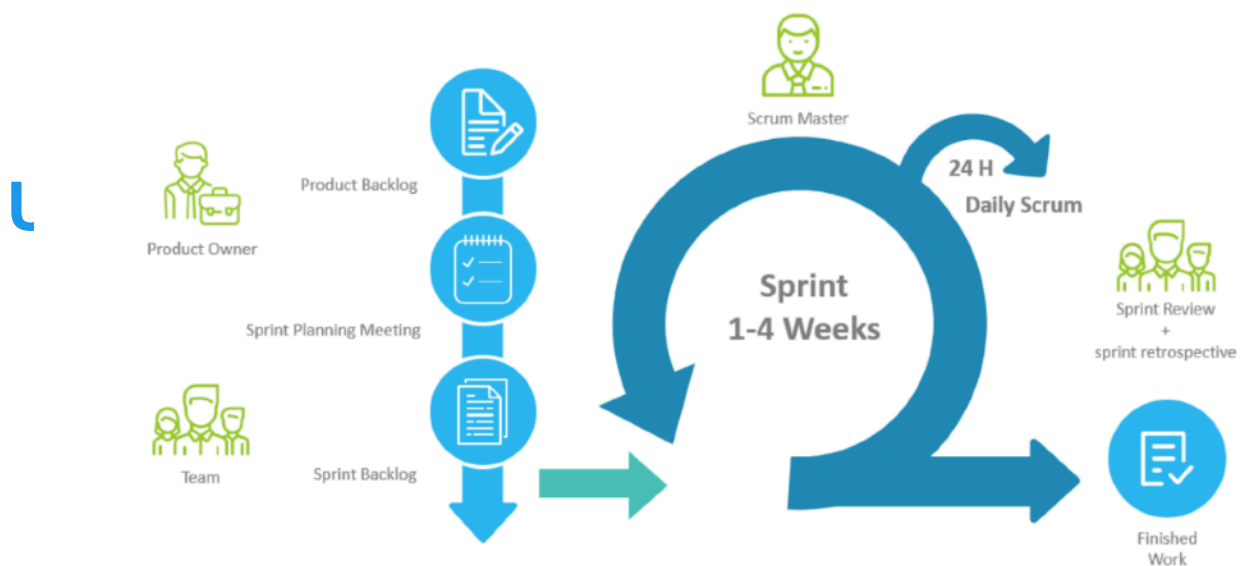 Scrum Master
24 H
Daily Scrum
Product Backlog
Product Owner
Sprint Planning Meeting
Sprint
1-4 Weeks
Sprint Review
+
sprint retrospective
Team
Sprint Backlog
Finished
Work